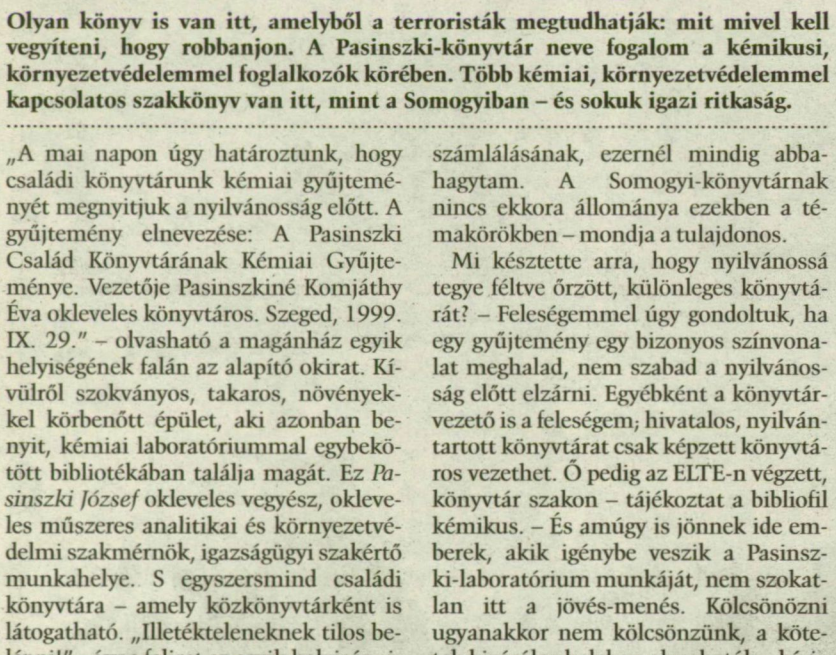 Olyan könyv is van itt, amelyből a terroristák megtudhatják: mit mivel kell
vegyíteni, hogy robbanjon. A Pasinszki-könyvtár neve fogalom a kémikusi,
környezetvédelemmel foglalkozók körében. Több kémiai, környezetvédelemmel
kapcsolatos szakkönyv van itt, mint a Somogyiban – és sokuk igazi ritkaság.
„A mai napon úgy határoztunk, hogy
családi könyvtárunk kémiai gyűjtemé-
nyét megnyitjuk a nyilvánosság előtt. A
gyűjtemény elnevezése: A Pasinszki
Család Könyvtárának Kémiai Gyűjte-
ménye. Vezetője Pasinszkiné Komjáthy
Éva okleveles könyvtáros. Szeged, 1999.
IX. 29.” – olvasható a magánház egyik
helyiségének falán az alapító okirat. Kí-
vülről szokványos, takaros, növények-
kel körbenőtt épület, aki azonban be-
nyit, kémiai laboratóriummal egybekö-
tött bibliotékában találja magát. Ez Pa-
sinszki József okleveles vegyész, okleve-
les műszeres analitikai és környezetvé-
delmi szakmérnök, igazságügyi szakértő
munkahelye. S egyszersmind családi
könyvtára – amely közkönyvtárként is
látogatható. „Illetékteleneknek tilos be-
számlálásának, ezernél mindig abba-
hagytam. A Somogyi-könyvtárnak
nincs ekkora állománya ezekben a té-
makörökben – mondja a tulajdonos.
Mi késztette arra, hogy nyilvánossá
tegye féltve őrzött, különleges könyvtá-
rát? – Feleségemmel úgy gondoltuk, ha
egy gyűjtemény egy bizonyos színvona-
lat meghalad, nem szabad a nyilvános-
ság előtt elzárni. Egyébként a könyvtár-
vezető is a feleségem; hivatalos, nyilván-
tartott könyvtárat csak képzett könyvtá-
ros vezethet. Ő pedig az ELTE-n végzett,
könyvtár szakon – tájékoztat a bibliofil
kémikus. – És amúgy is jönnek ide em-
berek, akik igénybe veszik a Pasinsz-
ki-laboratórium munkáját, nem szokat-
lan itt a jövés-menés. Kölcsönözni
ugyanakkor nem kölcsönzünk, a köte-